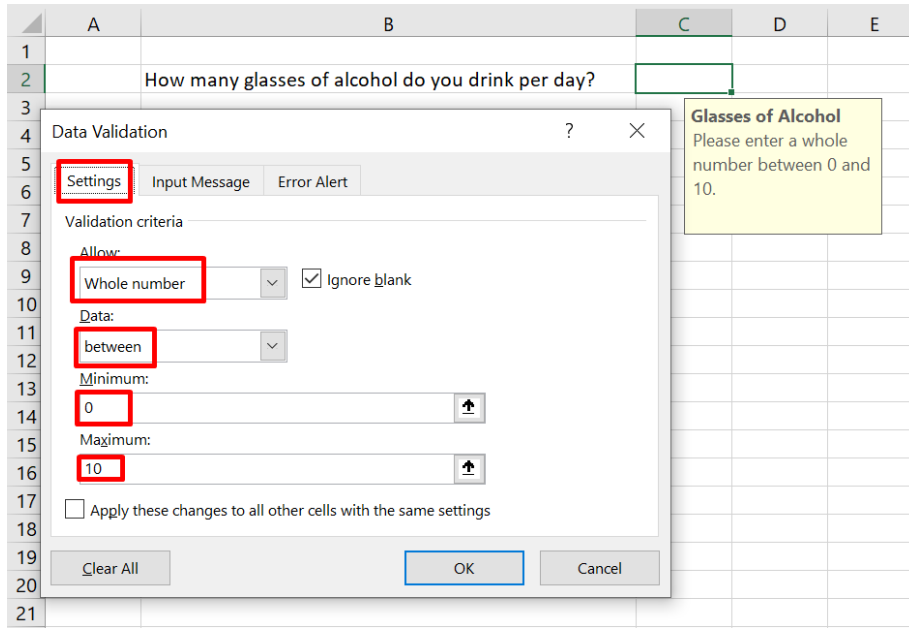 A B C D E
1
2 How many glasses of alcohol do you drink per day?
3
Glasses of Alcohol
Please enter a whole
number between 0 and
10.
4 Data Validation ?
5
6 Settings Input Message Error Alert
7 Validation criteria
8 Allow:
9 Whole number Ignore blank
10
11 Data:
12 between
13 Minimum:
14 0
15 Maximum:
16 10
17 Apply these changes to all other cells with the same settings
18
19 Clear All OK Cancel
20
21